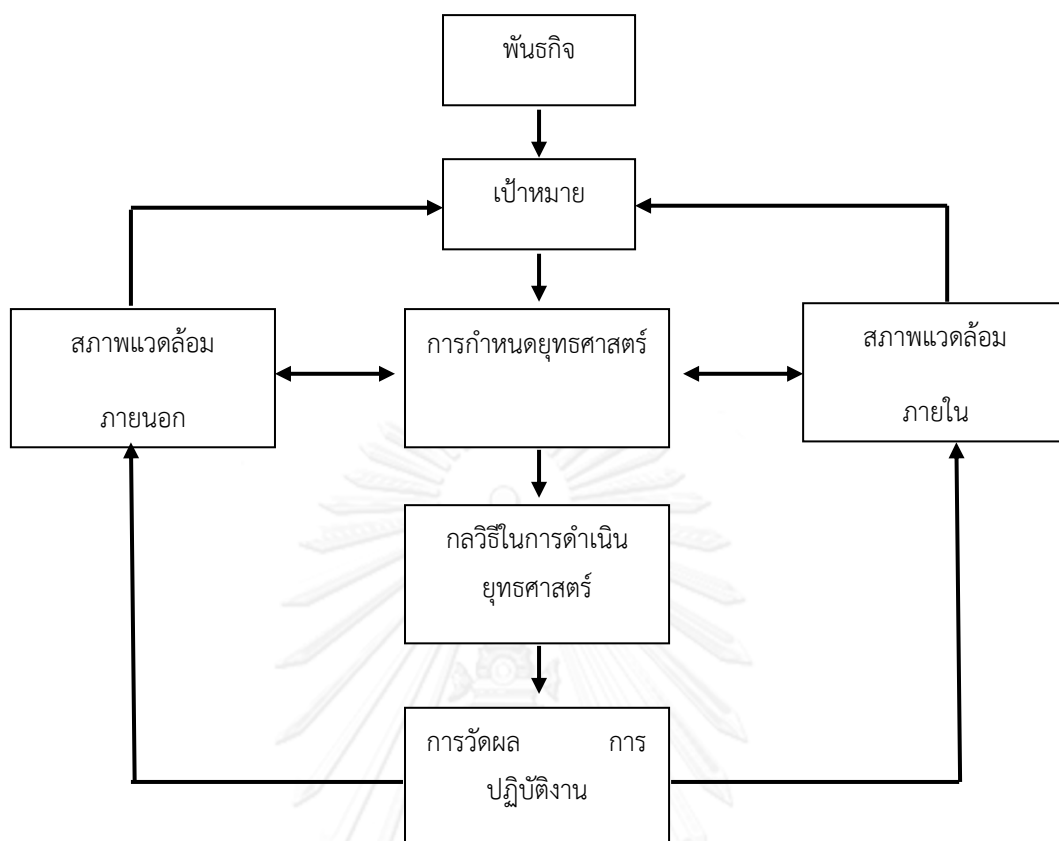 พันธกิจ
เป้าหมาย
สภาพแวดล้อม
ภายนอก
การกำหนดยุทธศาสตร์
สภาพแวดล้อม
ภายใน
กลวิธีในการดำเนิน
ยุทธศาสตร์
การวัดผล การ
ปฏิบัติงาน